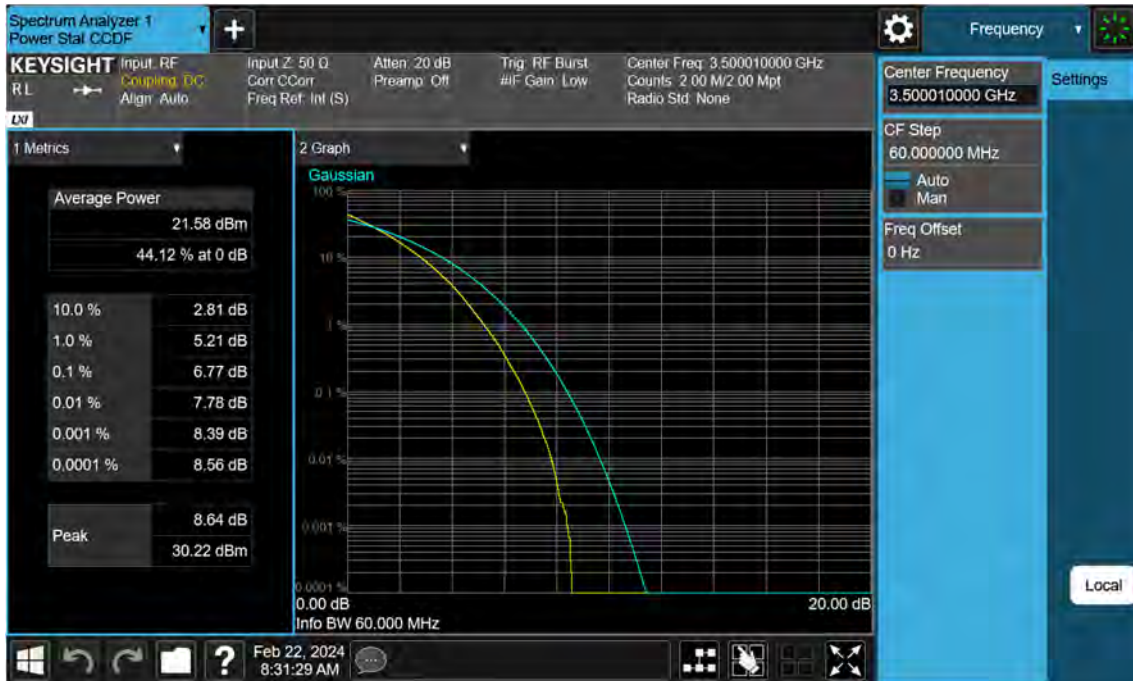 Spectrum Analyzer 1
Power Stat CCDF
+
Frequency
KEYSIGHT
RL
LXI
Input: RF
Coupling: DC
Align: Auto
Input Z: 50 Ω
Corr CCorr
Freq Ref: Int (S)
Atten: 20 dB
Preamp: Off
Trig: RF Burst
#IF Gain: Low
Center Freq: 3.500010000 GHz
Counts: 2.00 M/2.00 Mpt
Radio Std: None
Center Frequency
3.500010000 GHz
Settings
CF Step
60.000000 MHz
Auto
Man
Freq Offset
0 Hz
1 Metrics
Average Power
21.58 dBm
44.12 % at 0 dB
10.0 % 2.81 dB
1.0 % 5.21 dB
0.1 % 6.77 dB
0.01 % 7.78 dB
0.001 % 8.39 dB
0.0001 % 8.56 dB
Peak
8.64 dB
30.22 dBm
2 Graph
Gaussian
100 %
10 %
1 %
0.1 %
0.01 %
0.001 %
0.0001 %
0.00 dB 20.00 dB
Info BW 60.000 MHz
Local
?
Feb 22, 2024
8:31:29 AM